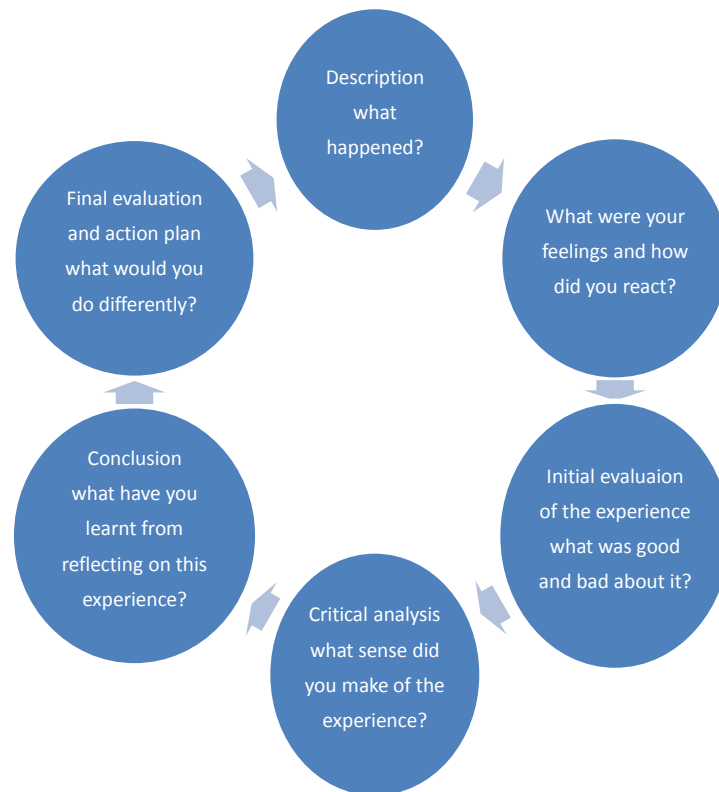 Description
what
happened?
What were your
feelings and how
did you react?
Initial evaluaion
of the experience
what was good
and bad about it?
Critical analysis
what sense did
you make of the
experience?
Conclusion
what have you
learnt from
reflecting on this
experience?
Final evaluation
and action plan
what would you
do differently?